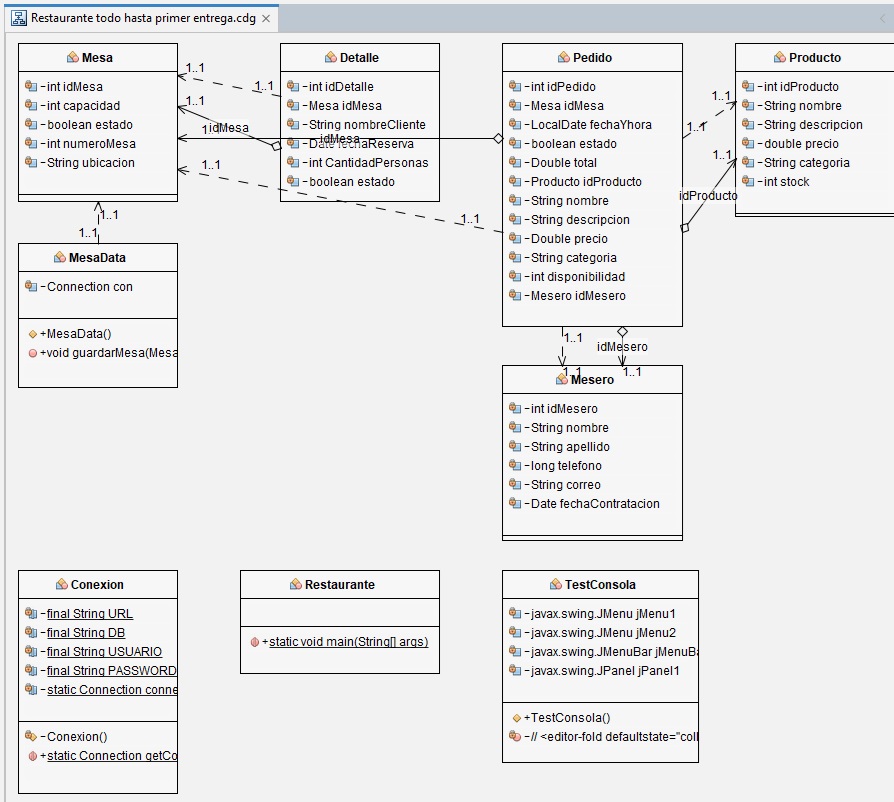 Restaurante todo hasta primer entrega.cdg
Mesa
-int idMesa
-int capacidad
-boolean estado
-int numeroMesa
-String ubicacion
Detalle
-int idDetalle
-Mesa idMesa
-String nombreCliente
-Date fechaReserva
-int CantidadPersonas
-boolean estado
Pedido
-int idPedido
-Mesa idMesa
-LocalDate fechaYhora
-boolean estado
-Double total
-Producto idProducto
-String nombre
-String descripcion
-Double precio
-String categoria
-int disponibilidad
-Mesero idMesero
Producto
-int idProducto
-String nombre
-String descripcion
-double precio
-String categoria
-int stock
1..1
1..1
1..1
idMesa
idMesa
1..1
1..1
1..1
1..1
1..1
idProducto
1..1
1..1
MesaData
-Connection con
+MesaData()
+void guardarMesa(Mesa
1..1
idMesero
1..1
1..1
Mesero
-int idMesero
-String nombre
-String apellido
-long telefono
-String correo
-Date fechaContratacion
Conexion
-final String URL
-final String DB
-final String USUARIO
-final String PASSWORD
-static Connection conne
-Conexion()
+static Connection getCo
Restaurante
+static void main(String[] args)
TestConsola
-javax.swing.JMenu jMenu1
-javax.swing.JMenu jMenu2
-javax.swing.JMenuBar jMenuBa
-javax.swing.JPanel jPanel1
+TestConsola()
-// <editor-fold defaultstate="coll